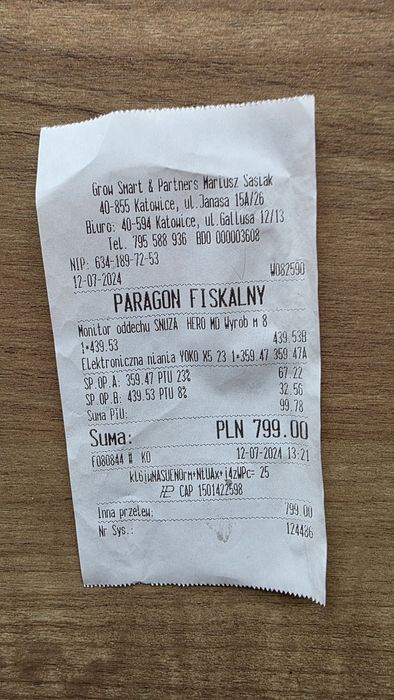 Grow Smart & Partners Mariusz Sasiak
40-855 Katowice, ul.Janasa 15A/26
Biuro: 40-594 Katowice, ul.Gallusa 12/13
Tel. 795 588 936 BDO 000003608
NIP: 634-189-72-53
12-07-2024 W082590
PARAGON FISKALNY
Monitor oddechu SNUZA HERO MD Wyrób m 8
1*439.53 439.53B
Elektroniczna niania YOKO X5 23 1*359.47 359.47A
SP.OP.A: 359.47 PTU 23% 67.22
SP.OP.B: 439.53 PTU 8% 32.56
Suma PTU: 99.78
Suma: PLN 799.00
F080844 # KO 12-07-2024 13:21
25
CAP 1501422598
Inna przelew: 799.00
Nr Sys.: 124486